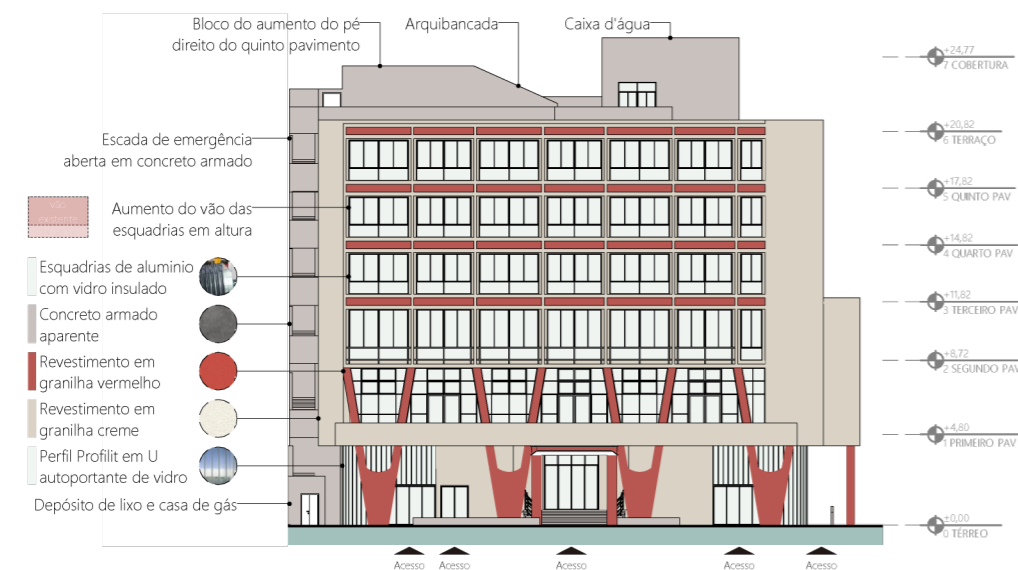 Bloco do aumento do pé
direito do quinto pavimento
Arquibancada
Caixa d'água
Escada de emergência
aberta em concreto armado
Vão
existente
Aumento do vão das
esquadrias em altura
Esquadrias de aluminio
com vidro insulado
Concreto armado
aparente
Revestimento em
granilha vermelho
Revestimento em
granilha creme
Perfil Profilit em U
autoportante de vidro
Depósito de lixo e casa de gás
+24,77
7 COBERTURA
+20,82
6 TERRAÇO
+17,82
5 QUINTO PAV
+14,82
4 QUARTO PAV
+11,82
3 TERCEIRO PAV
+8,72
2 SEGUNDO PAV
+4,80
1 PRIMEIRO PAV
+0,00
0 TÉRREO
Acesso
Acesso
Acesso
Acesso
Acesso